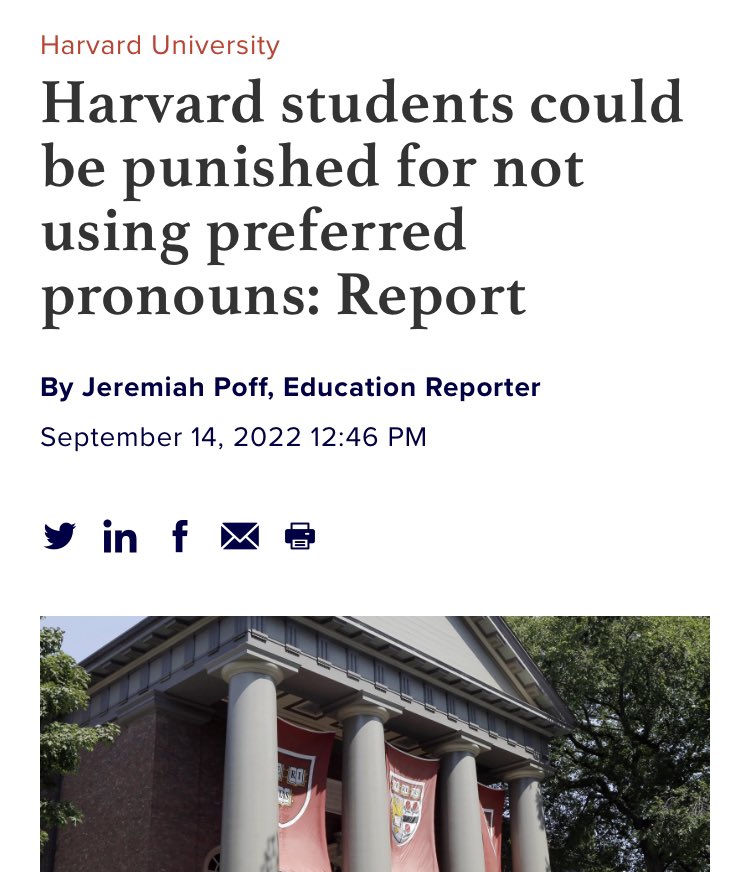 Harvard University
Harvard students could
be punished for not
using preferred
pronouns: Report
By Jeremiah Poff, Education Reporter
September 14, 2022 12:46 PM